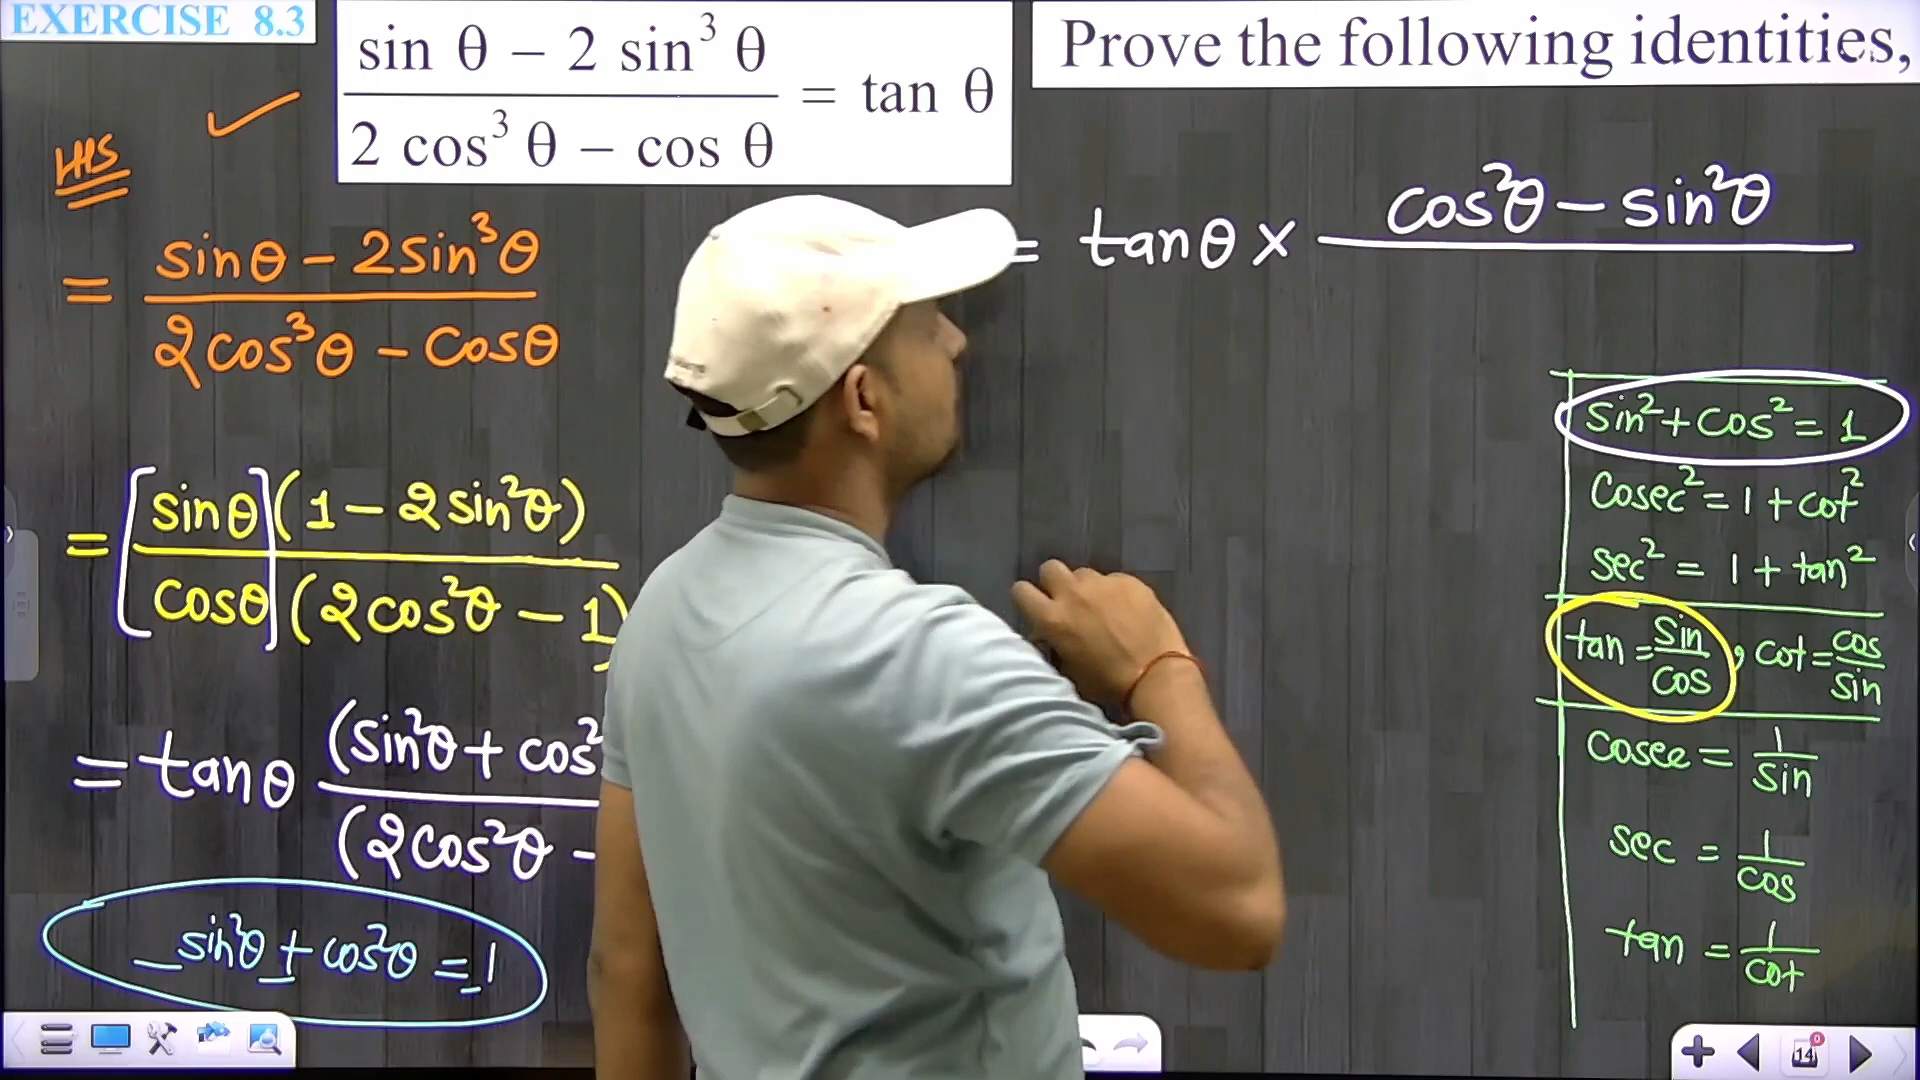 EXERCISE 8.3
sin θ – 2 sin³ θ
2 cos³ θ – cos θ
= tan θ
Prove the following identities,
LHS
= sinθ – 2sin³θ
2cos³θ – cosθ
= [sinθ](1 – 2sin²θ)
[cosθ](2cos²θ – 1)
= tanθ (sin²θ + cos²
(2cos²θ –
sin²θ + cos²θ = 1
= tanθ × cos²θ – sin²θ
sin² + cos² = 1
cosec² = 1 + cot²
sec² = 1 + tan²
tan = sin
cos
, cot = cos
sin
cosec = 1
sin
sec = 1
cos
tan = 1
cot
14
0